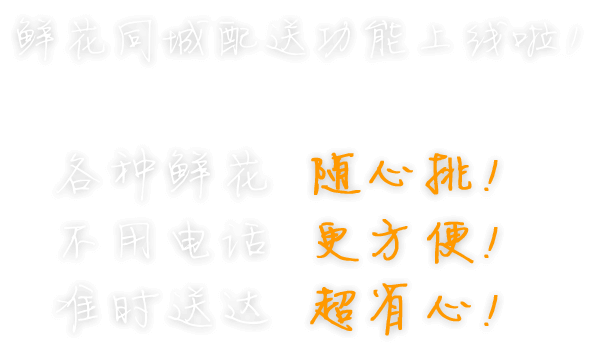 鲜花同城配送功能上线啦！
各种鲜花 随心挑！
不用电话 更方便！
准时送达 超省心！